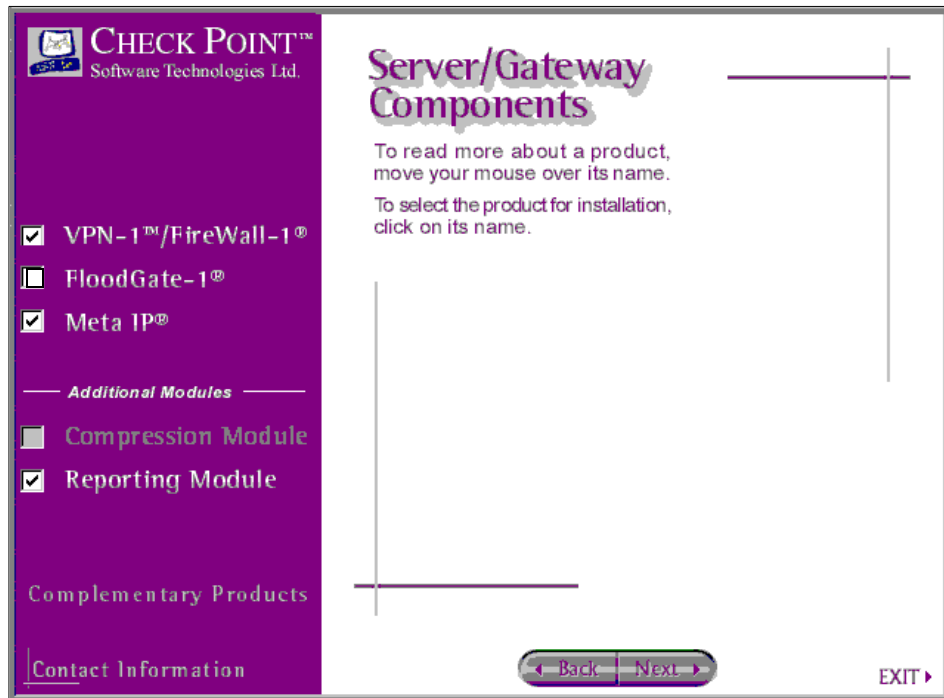 CHECK POINT™
Software Technologies Ltd.
VPN-1™/FireWall-1®
FloodGate-1®
Meta IP®
Additional Modules
Compression Module
Reporting Module
Complementary Products
Contact Information
Server/Gateway
Components
To read more about a product,
move your mouse over its name.
To select the product for installation,
click on its name.
Back
Next
EXIT